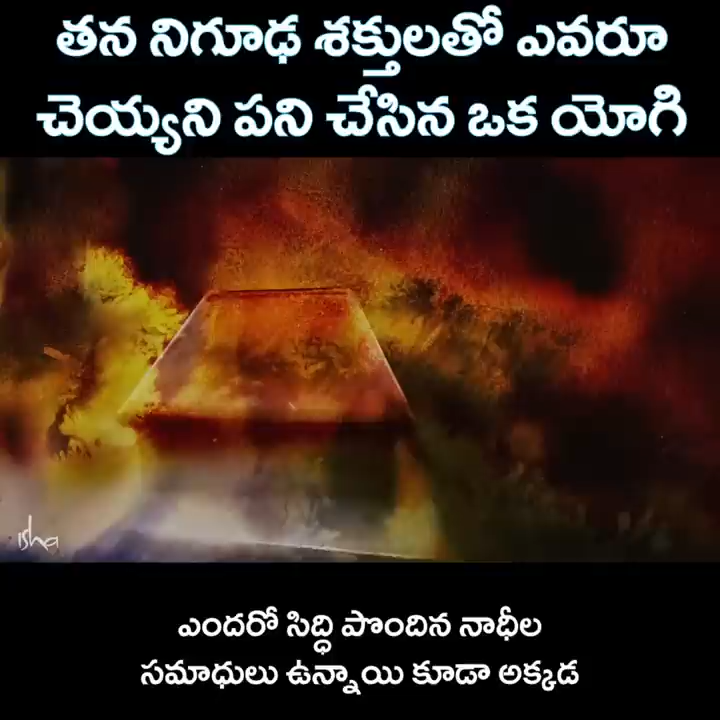 తన నిగూఢ శక్తులతో ఎవరూ
చెయ్యని పని చేసిన ఒక యోగి
isha
ఎందరో సిద్ధి పొందిన నాధీల
సమాధులు ఉన్నాయి కూడా అక్కడ